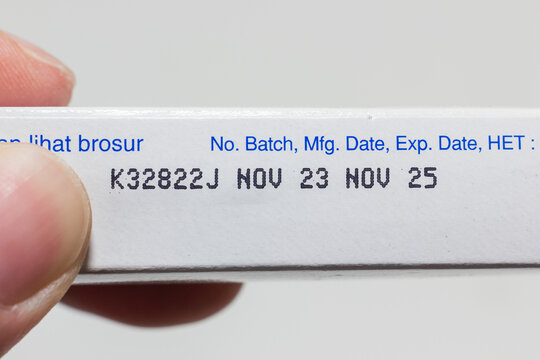 lihat brosur No. Batch, Mfg. Date, Exp. Date, HET :
K32822J NOV 23 NOV 25